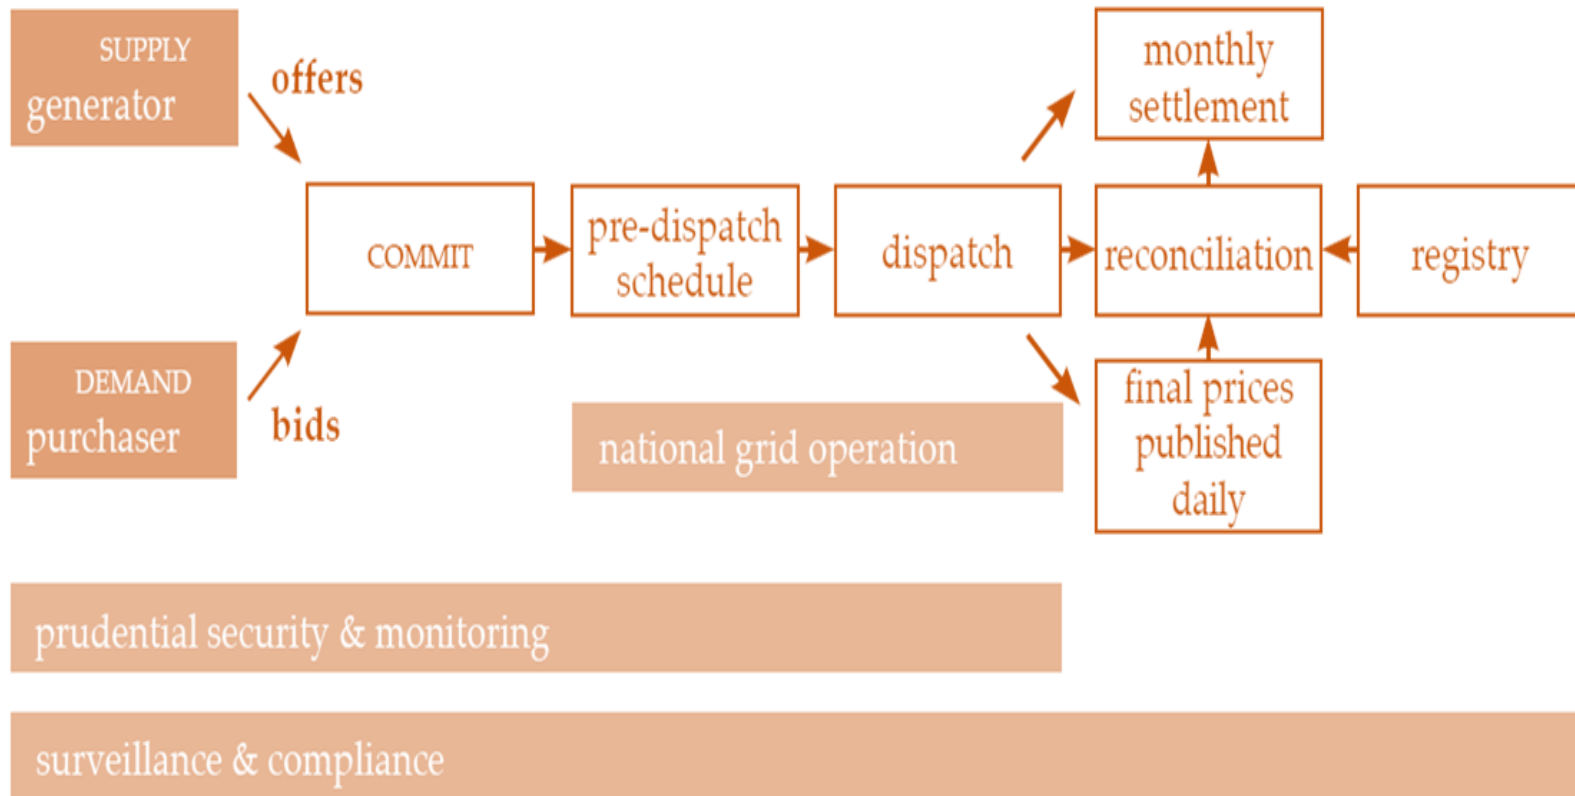 SUPPLY
generator
offers
DEMAND
purchaser
bids
COMMIT
pre-dispatch
schedule
dispatch
monthly
settlement
reconciliation
registry
final prices
published
daily
national grid operation
prudential security & monitoring
surveillance & compliance